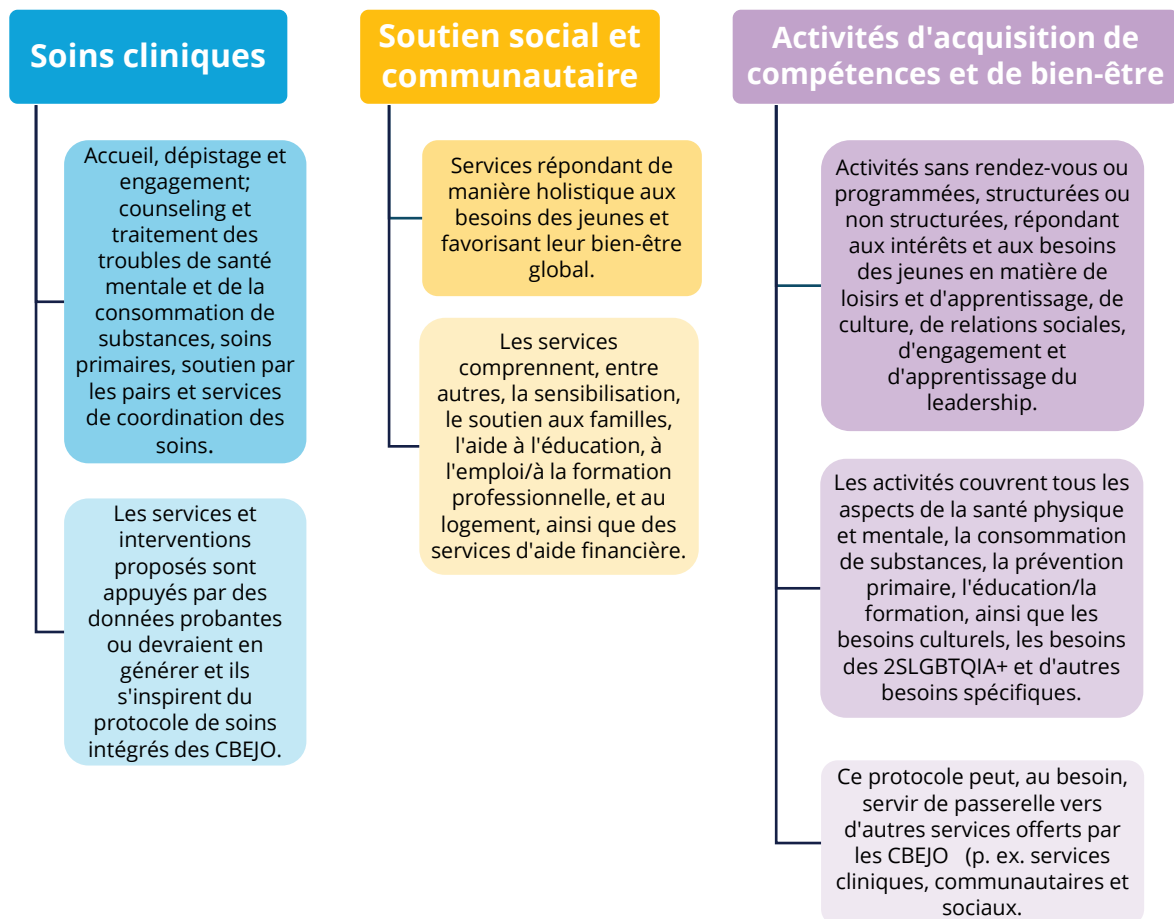 Soins cliniques
Accueil, dépistage et
engagement;
counseling et
traitement des
troubles de santé
mentale et de la
consommation de
substances, soins
primaires, soutien par
les pairs et services
de coordination des
soins.
Les services et
interventions
proposés sont
appuyés par des
données probantes
ou devraient en
générer et ils
s'inspirent du
protocole de soins
intégrés des CBEJO.
Soutien social et
communautaire
Services répondant de
manière holistique aux
besoins des jeunes et
favorisant leur bien-être
global.
Les services
comprennent, entre
autres, la sensibilisation,
le soutien aux familles,
l'aide à l'éducation, à
l'emploi/à la formation
professionnelle, et au
logement, ainsi que des
services d'aide financière.
Activités d'acquisition de
compétences et de bien-être
Activités sans rendez-vous ou
programmées, structurées ou
non structurées, répondant
aux intérêts et aux besoins
des jeunes en matière de
loisirs et d'apprentissage, de
culture, de relations sociales,
d'engagement et
d'apprentissage du
leadership.
Les activités couvrent tous les
aspects de la santé physique
et mentale, la consommation
de substances, la prévention
primaire, l'éducation/la
formation, ainsi que les
besoins culturels, les besoins
des 2SLGBTQIA+ et d'autres
besoins spécifiques.
Ce protocole peut, au besoin,
servir de passerelle vers
d'autres services offerts par
les CBEJO (p. ex. services
cliniques, communautaires et
sociaux.